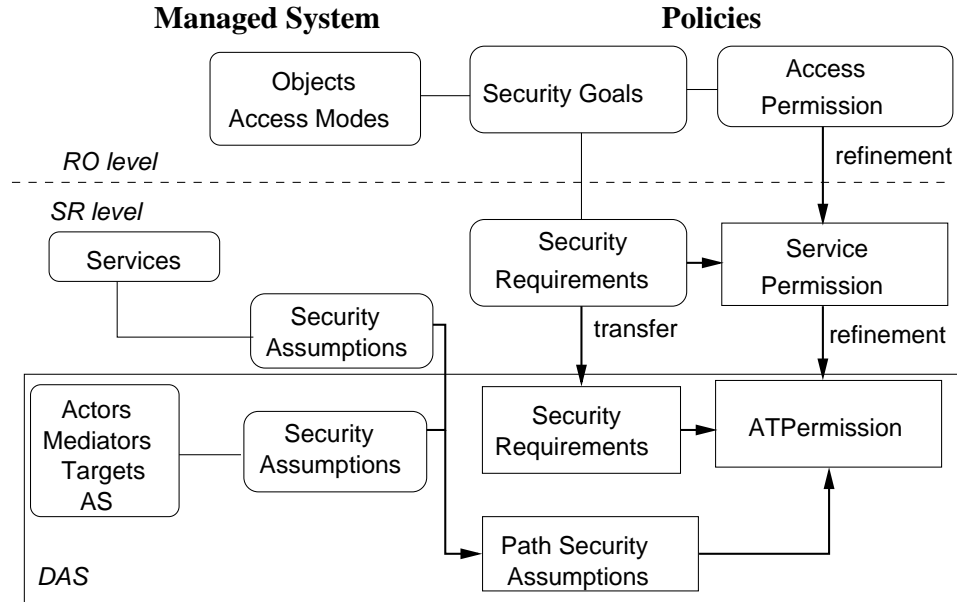 Managed System
Policies
Objects
Access Modes
Security Goals
Access
Permission
RO level
refinement
SR level
Services
Security
Requirements
Service
Permission
Security
Assumptions
transfer
refinement
Actors
Mediators
Targets
AS
Security
Assumptions
Security
Requirements
ATPermission
Path Security
Assumptions
DAS